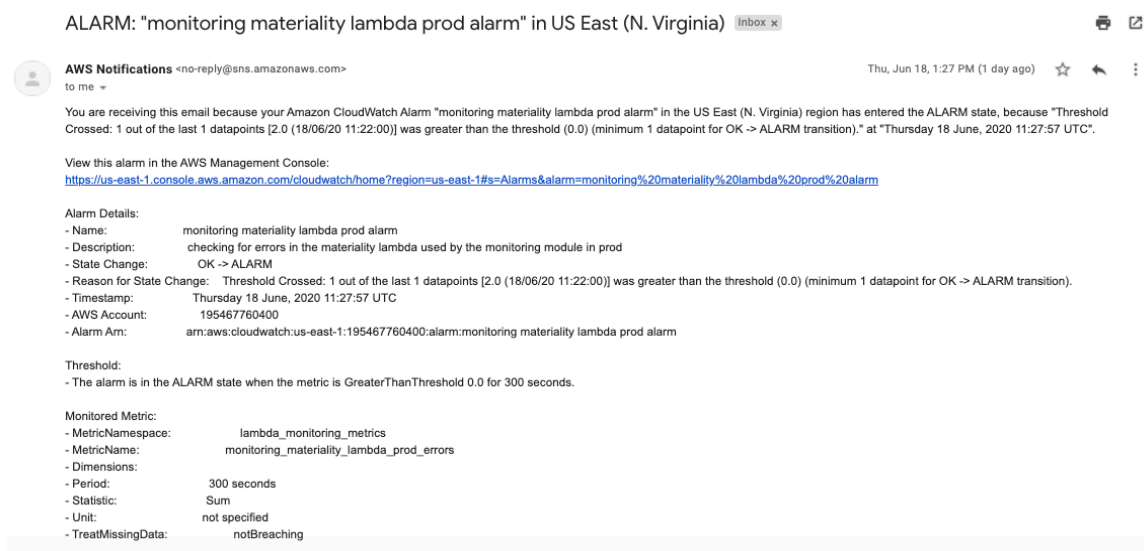 ALARM: "monitoring materiality lambda prod alarm" in US East (N. Virginia) Inbox x
AWS Notifications <no-reply@sns.amazonaws.com> Thu, Jun 18, 1:27 PM (1 day ago)
to me
You are receiving this email because your Amazon CloudWatch Alarm "monitoring materiality lambda prod alarm" in the US East (N. Virginia) region has entered the ALARM state, because "Threshold
Crossed: 1 out of the last 1 datapoints [2.0 (18/06/20 11:22:00)] was greater than the threshold (0.0) (minimum 1 datapoint for OK -> ALARM transition)." at "Thursday 18 June, 2020 11:27:57 UTC".
View this alarm in the AWS Management Console:
https://us-east-1.console.aws.amazon.com/cloudwatch/home?region=us-east-1#s=Alarms&alarm=monitoring%20materiality%20lambda%20prod%20alarm
Alarm Details:
- Name: monitoring materiality lambda prod alarm
- Description: checking for errors in the materiality lambda used by the monitoring module in prod
- State Change: OK -> ALARM
- Reason for State Change: Threshold Crossed: 1 out of the last 1 datapoints [2.0 (18/06/20 11:22:00)] was greater than the threshold (0.0) (minimum 1 datapoint for OK -> ALARM transition).
- Timestamp: Thursday 18 June, 2020 11:27:57 UTC
- AWS Account: 195467760400
- Alarm Arn: arn:aws:cloudwatch:us-east-1:195467760400:alarm:monitoring materiality lambda prod alarm
Threshold:
- The alarm is in the ALARM state when the metric is GreaterThanThreshold 0.0 for 300 seconds.
Monitored Metric:
- MetricNamespace: lambda_monitoring_metrics
- MetricName: monitoring_materiality_lambda_prod_errors
- Dimensions:
- Period: 300 seconds
- Statistic: Sum
- Unit: not specified
- TreatMissingData: notBreaching